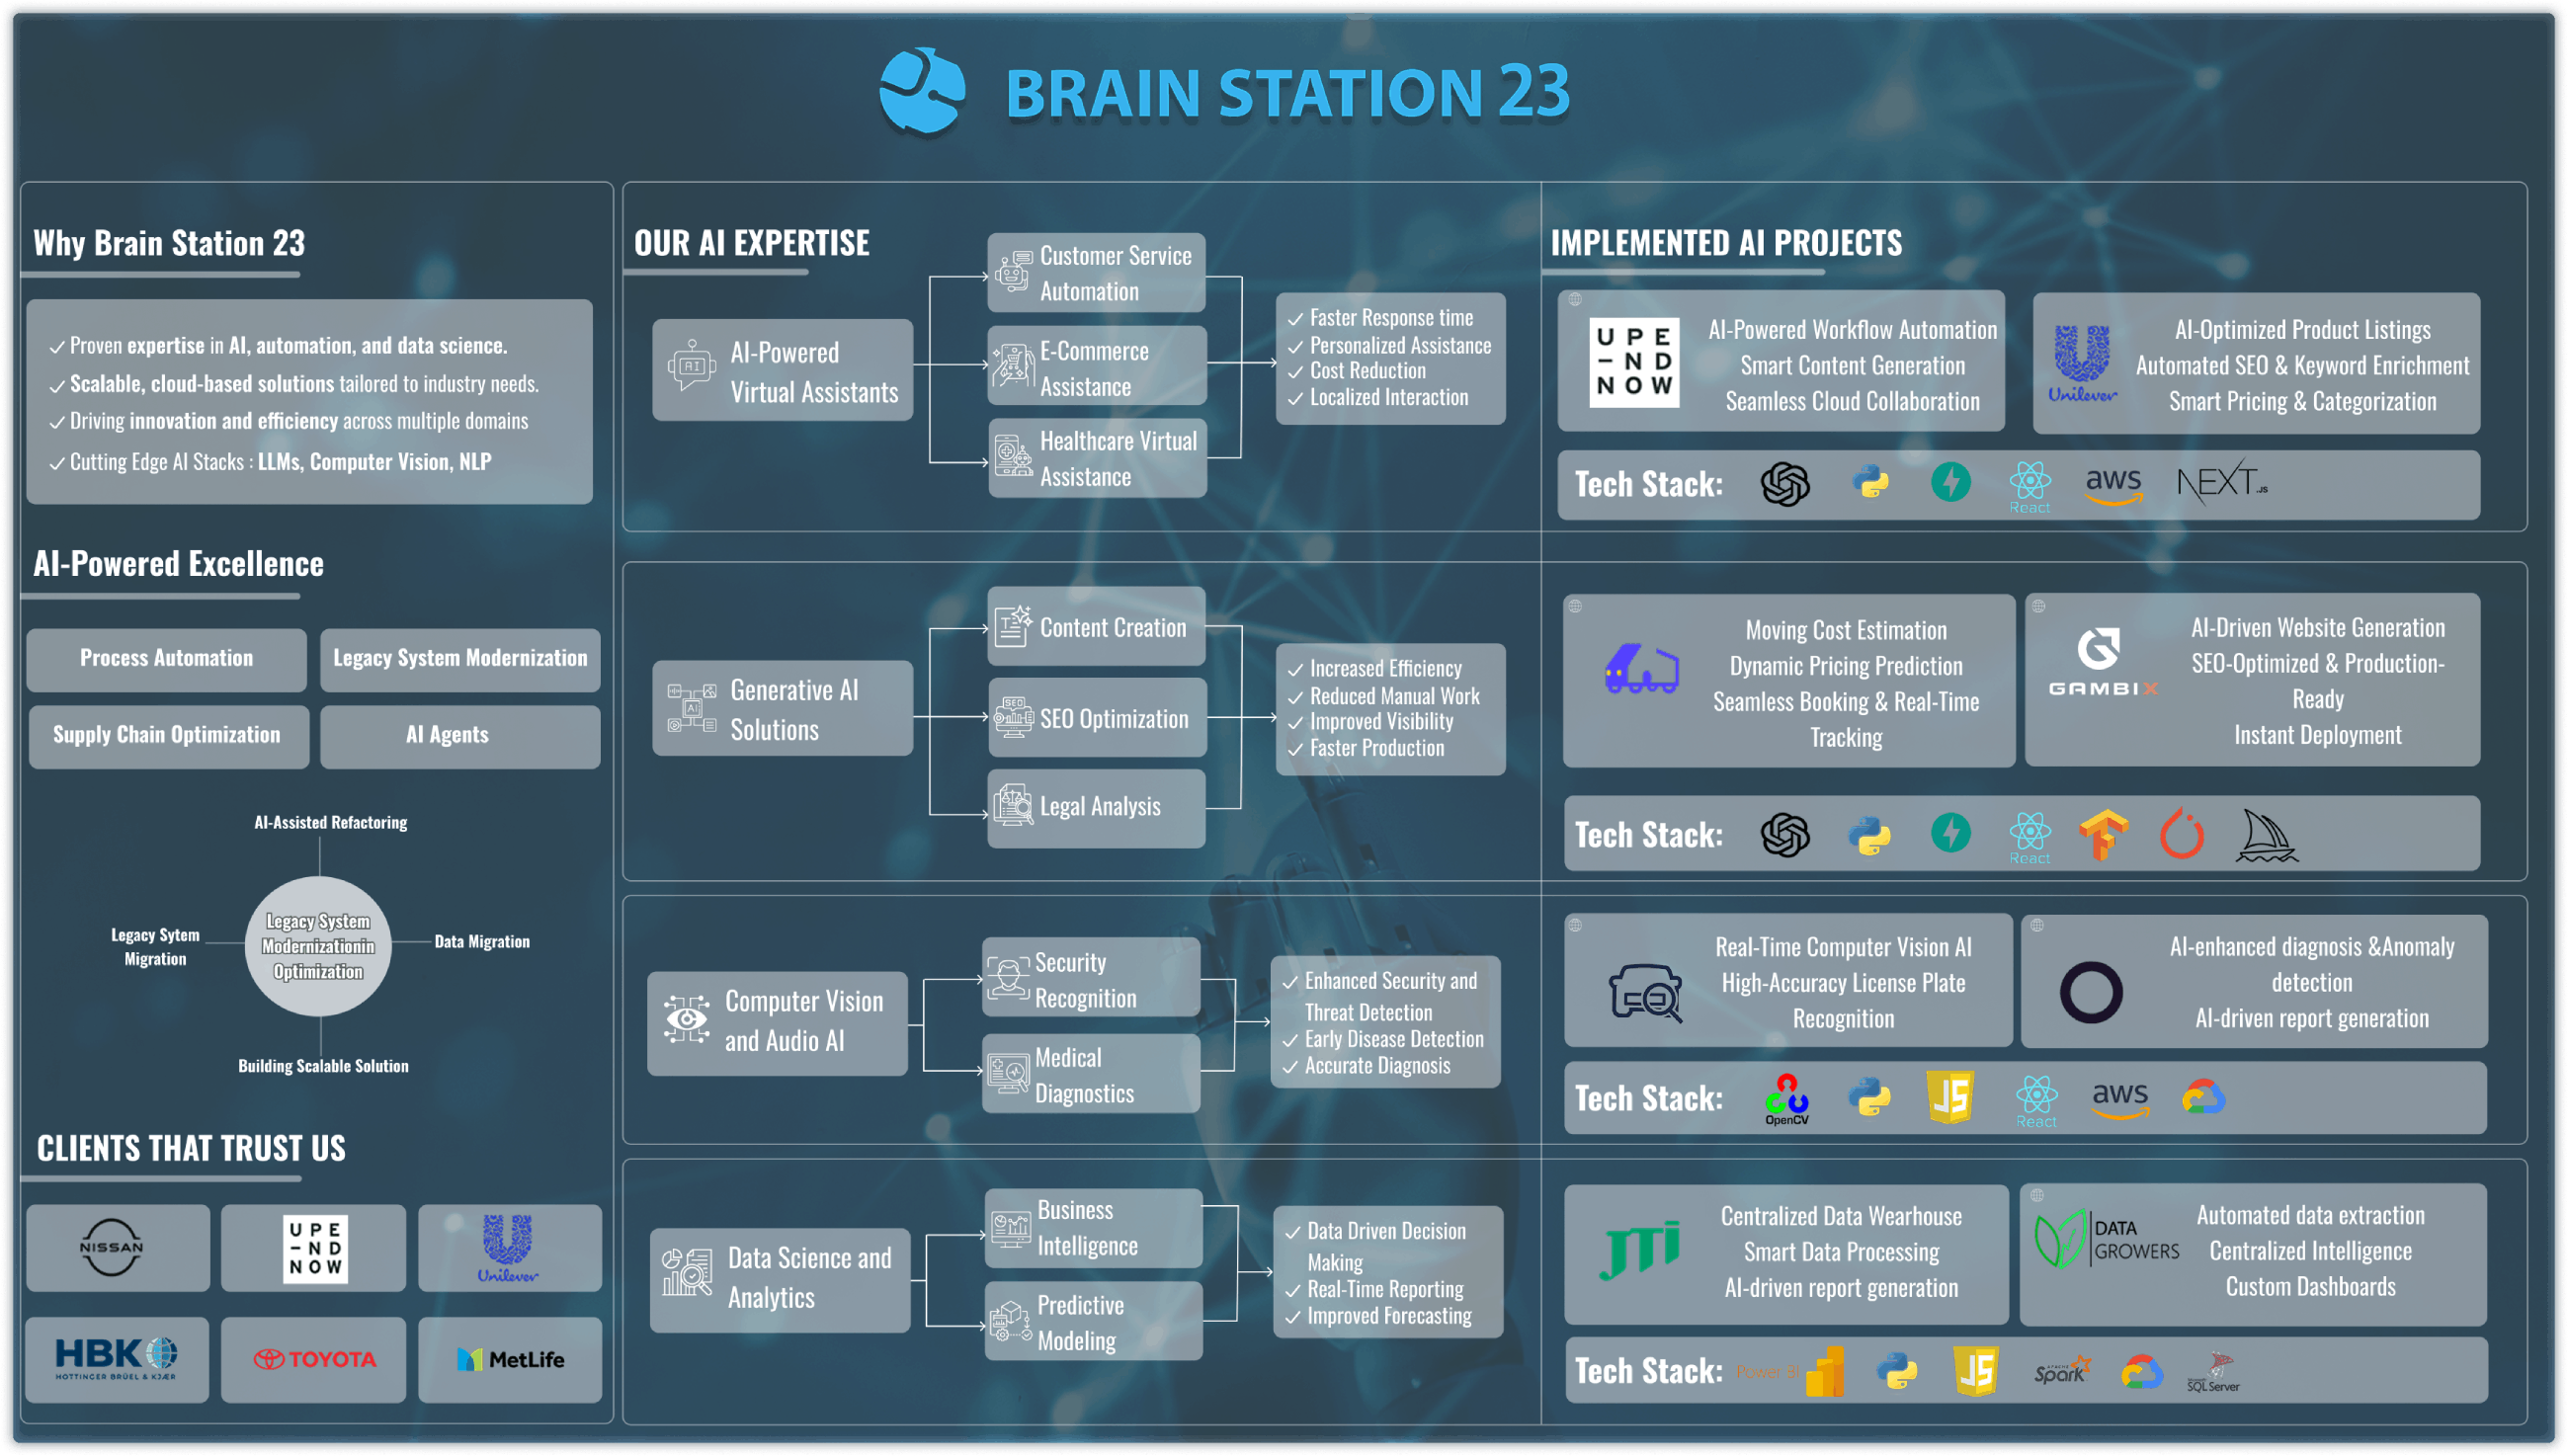 BRAIN STATION 23
Why Brain Station 23
Proven expertise in AI, automation, and data science.
Scalable, cloud-based solutions tailored to industry needs.
Driving innovation and efficiency across multiple domains
Cutting Edge AI Stacks : LLMs, Computer Vision, NLP
AI-Powered Excellence
Process Automation
Legacy System Modernization
Supply Chain Optimization
AI Agents
AI-Assisted Refactoring
Legacy Sytem
Migration
Legacy System
Modernizationin
Optimization
Data Migration
Building Scalable Solution
CLIENTS THAT TRUST US
NISSAN
UPE
–ND
NOW
Unilever
HBK
HOTTINGER BRÜEL & KJÆR
TOYOTA
MetLife
OUR AI EXPERTISE
AI-Powered
Virtual Assistants
Customer Service
Automation
E-Commerce
Assistance
Healthcare Virtual
Assistance
Faster Response time
Personalized Assistance
Cost Reduction
Localized Interaction
IMPLEMENTED AI PROJECTS
UPE
–ND
NOW
AI-Powered Workflow Automation
Smart Content Generation
Seamless Cloud Collaboration
Unilever
AI-Optimized Product Listings
Automated SEO & Keyword Enrichment
Smart Pricing & Categorization
Tech Stack:
React
aws
NEXT.JS
Generative AI
Solutions
AI
Content Creation
SEO
SEO Optimization
Legal Analysis
Increased Efficiency
Reduced Manual Work
Improved Visibility
Faster Production
Moving Cost Estimation
Dynamic Pricing Prediction
Seamless Booking & Real-Time
Tracking
GAMBIX
AI-Driven Website Generation
SEO-Optimized & Production-
Ready
Instant Deployment
Tech Stack:
React
Computer Vision
and Audio AI
Security
Recognition
Medical
Diagnostics
Enhanced Security and
Threat Detection
Early Disease Detection
Accurate Diagnosis
Real-Time Computer Vision AI
High-Accuracy License Plate
Recognition
AI-enhanced diagnosis &Anomaly
detection
AI-driven report generation
Tech Stack:
OpenCV
JS
React
aws
Data Science and
Analytics
Business
Intelligence
Predictive
Modeling
Data Driven Decision
Making
Real-Time Reporting
Improved Forecasting
JTi
Centralized Data Wearhouse
Smart Data Processing
AI-driven report generation
DATA
GROWERS
Automated data extraction
Centralized Intelligence
Custom Dashboards
Tech Stack:
Power BI
JS
APACHE
Spark
Microsoft
SQL Server